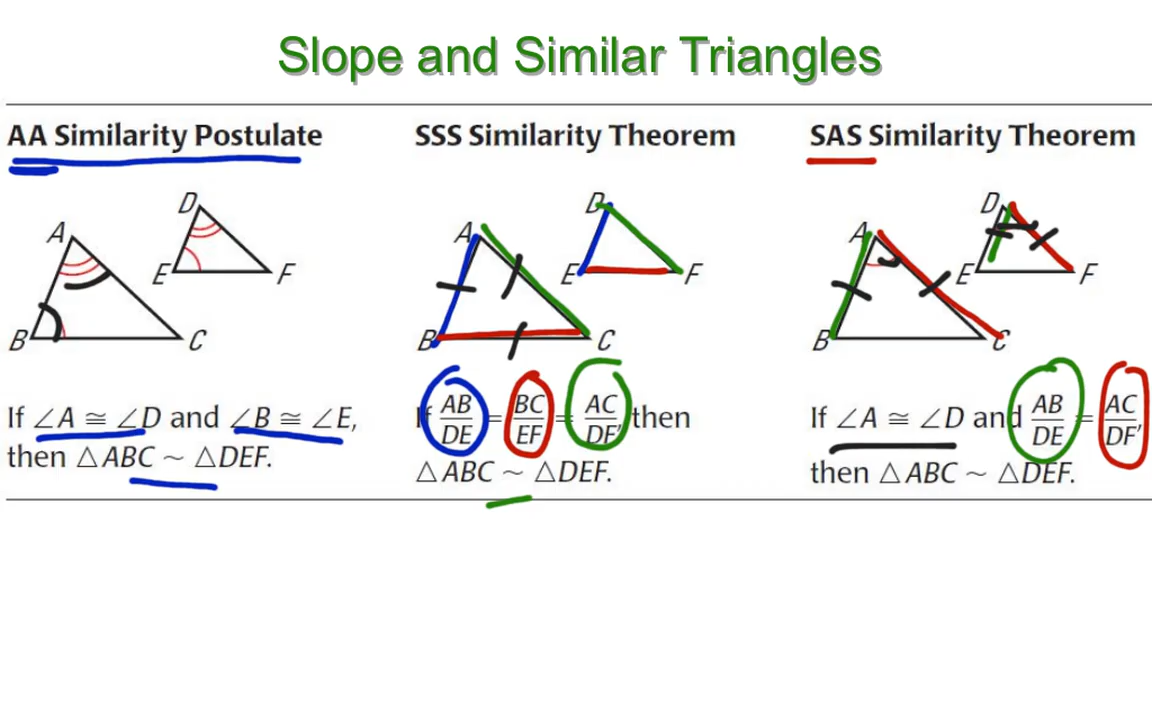 Slope and Similar Triangles
AA Similarity Postulate
D
A
E
F
B
C
If ∠A ≅ ∠D and ∠B ≅ ∠E,
then △ABC ~ △DEF.
SSS Similarity Theorem
D
A
E
F
B
C
If AB/DE = BC/EF = AC/DF, then
△ABC ~ △DEF.
SAS Similarity Theorem
D
A
E
F
B
C
If ∠A ≅ ∠D and AB/DE = AC/DF,
then △ABC ~ △DEF.